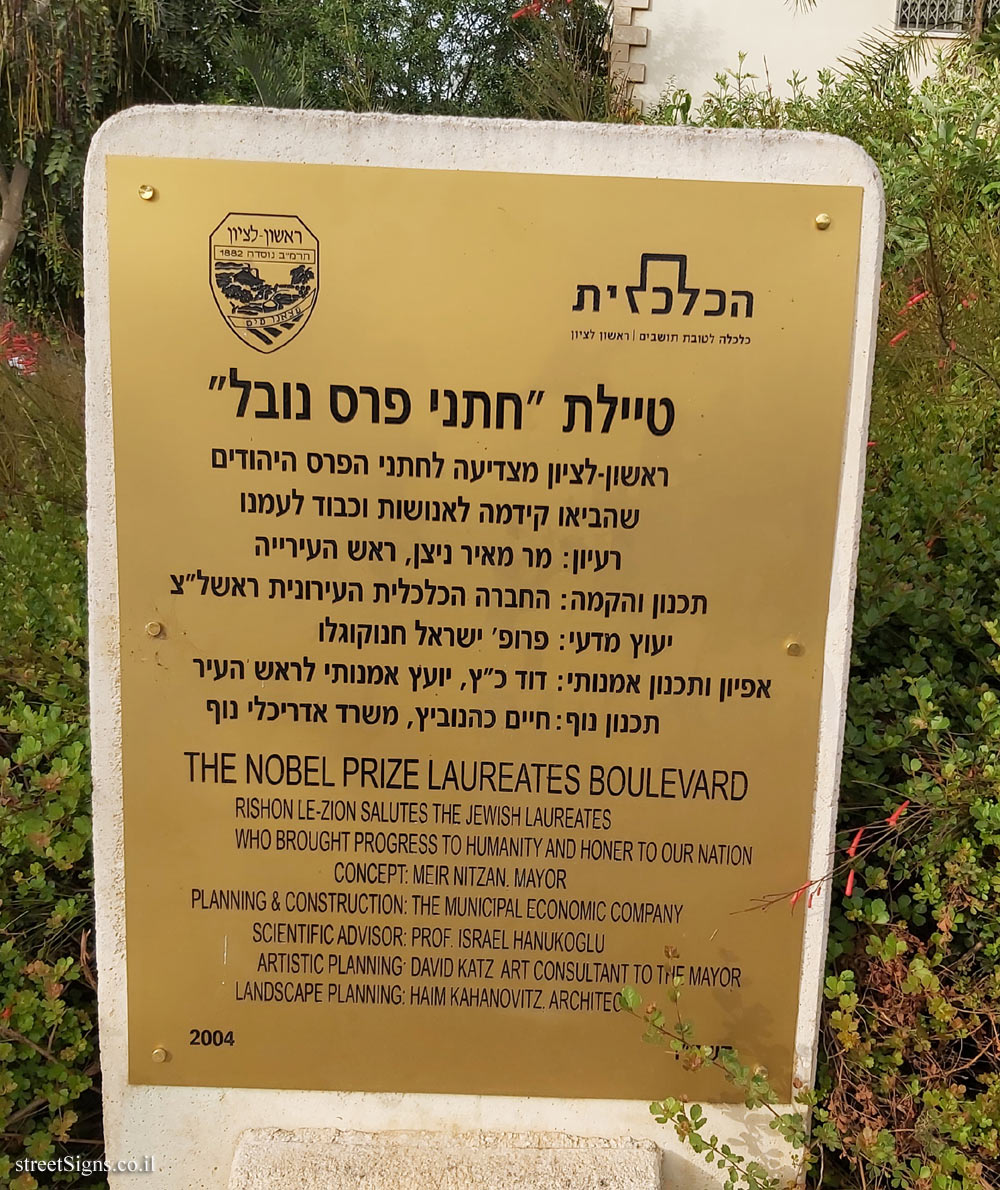 ראשון-לציון
תרמ"ב נוסדה 1882
מצאנו מים
הכלכלית
כלכלה לטובת תושבים | ראשון לציון
טיילת "חתני פרס נובל"
ראשון-לציון מצדיעה לחתני הפרס היהודים
שהביאו קידמה לאנושות וכבוד לעמנו
רעיון: מר מאיר ניצן, ראש העירייה
תכנון והקמה: החברה הכלכלית העירונית ראשל"צ
יעוץ מדעי: פרופ' ישראל חנוקוגלו
אפיון ותכנון אמנותי: דוד כ"ץ, יועץ אמנותי לראש העיר
תכנון נוף: חיים כהנוביץ, משרד אדריכלי נוף
THE NOBEL PRIZE LAUREATES BOULEVARD
RISHON LE-ZION SALUTES THE JEWISH LAUREATES
WHO BROUGHT PROGRESS TO HUMANITY AND HONER TO OUR NATION
CONCEPT: MEIR NITZAN. MAYOR
PLANNING & CONSTRUCTION: THE MUNICIPAL ECONOMIC COMPANY
SCIENTIFIC ADVISOR: PROF. ISRAEL HANUKOGLU
ARTISTIC PLANNING: DAVID KATZ ART CONSULTANT TO THE MAYOR
LANDSCAPE PLANNING: HAIM KAHANOVITZ. ARCHITEC
2004
streetSigns.co.il